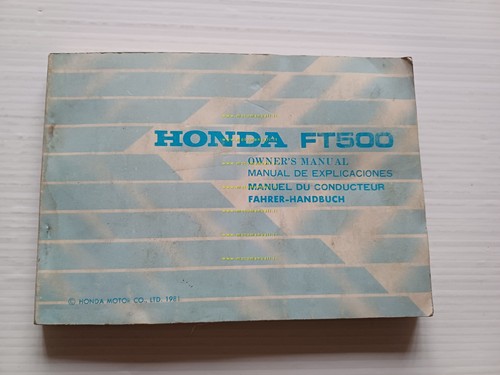 HONDA FT500
OWNER'S MANUAL
MANUAL DE EXPLICACIONES
MANUEL DU CONDUCTEUR
FAHRER-HANDBUCH
© HONDA MOTOR CO., LTD. 1981